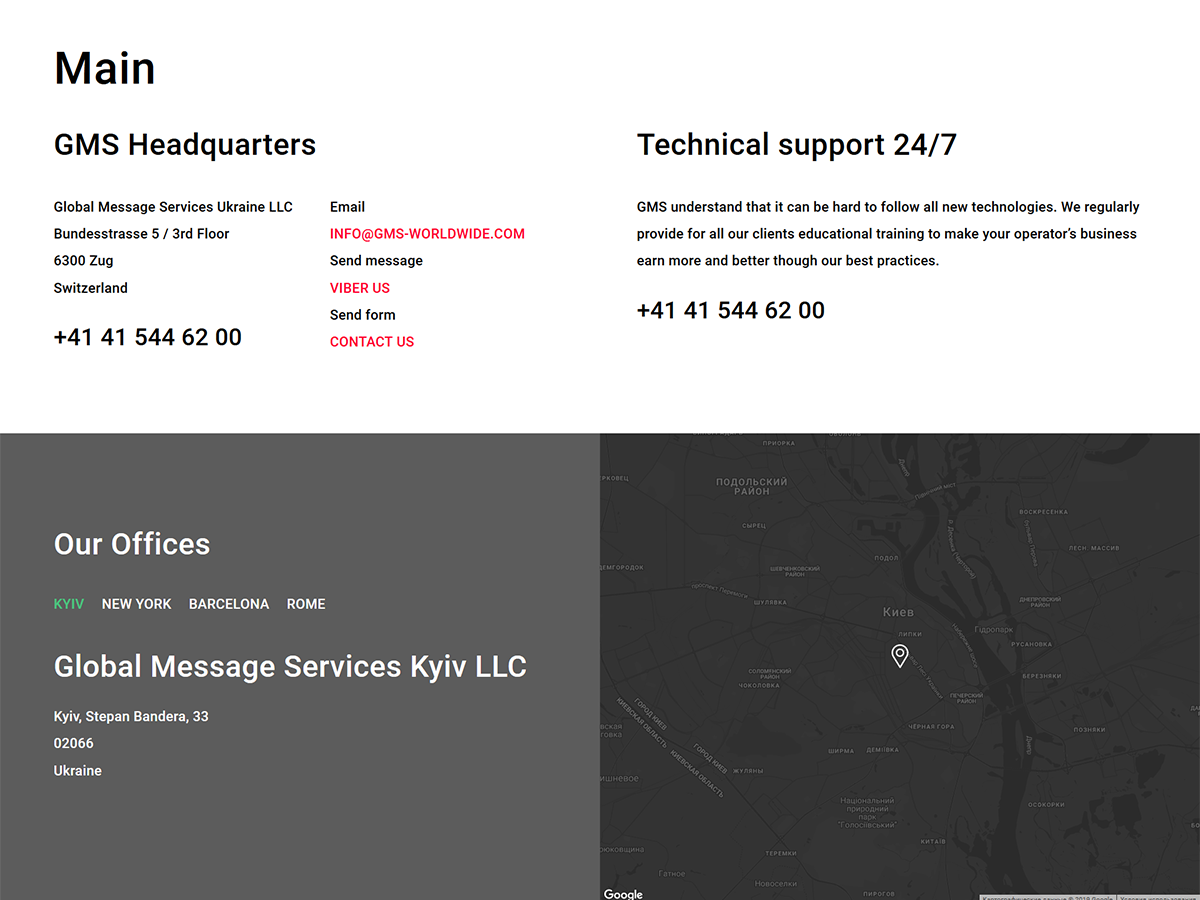 Main
GMS Headquarters
Global Message Services Ukraine LLC
Bundesstrasse 5 / 3rd Floor
6300 Zug
Switzerland
+41 41 544 62 00
Email
INFO@GMS-WORLDWIDE.COM
Send message
VIBER US
Send form
CONTACT US
Technical support 24/7
GMS understand that it can be hard to follow all new technologies. We regularly
provide for all our clients educational training to make your operator’s business
earn more and better though our best practices.
+41 41 544 62 00
Our Offices
KYIV NEW YORK BARCELONA ROME
Global Message Services Kyiv LLC
Kyiv, Stepan Bandera, 33
02066
Ukraine
ПРИОРКА
ПОДОЛЬСКИЙ
РАЙОН
СЫРЕЦ
ВОСКРЕСЕНКА
ЛЕСН. МАССИВ
ПОДОЛ
ШЕВЧЕНКОВСКИЙ
РАЙОН
ШУЛЯВКА
ДНЕПРОВСКИЙ
РАЙОН
Киев
Гідропарк
ЛИПКИ
РУСАНОВКА
СОЛОМЕНСКИЙ
РАЙОН
ЧОКОЛОВКА
БЕРЕЗНЯКИ
ПЕЧЕРСКИЙ
РАЙОН
ГОРОД КИЕВ
КИЕВСКАЯ ОБЛАСТЬ
ЧЁРНАЯ ГОРА
ПОЗНЯКИ
ГОРОД КИЕВ
КИЕВСКАЯ ОБЛАСТЬ
ШИРМА
ДЕМІЇВКА
ЖУЛЯНЫ
Національний
природний
парк
"Голосіївський"
ОСОКОРКИ
КИТАЇВ
ТЕРЕМКИ
Гатное
Новоселки
ПИРОГОВ
Google